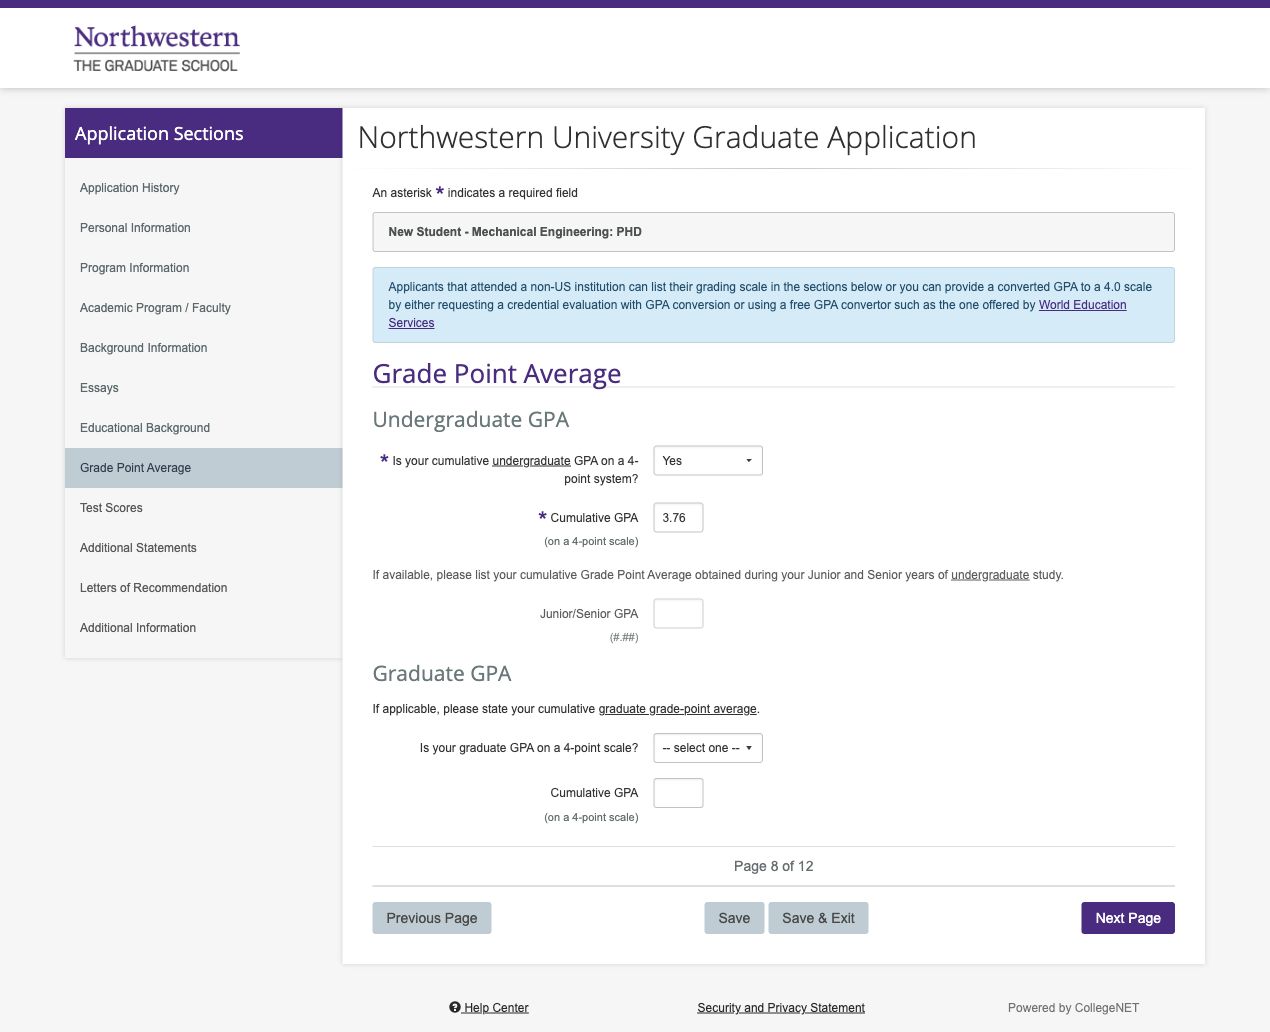 Northwestern
THE GRADUATE SCHOOL
Application Sections
Application History
Personal Information
Program Information
Academic Program / Faculty
Background Information
Essays
Educational Background
Grade Point Average
Test Scores
Additional Statements
Letters of Recommendation
Additional Information
Northwestern University Graduate Application
An asterisk * indicates a required field
New Student - Mechanical Engineering: PHD
Applicants that attended a non-US institution can list their grading scale in the sections below or you can provide a converted GPA to a 4.0 scale
by either requesting a credential evaluation with GPA conversion or using a free GPA convertor such as the one offered by World Education
Services
Grade Point Average
Undergraduate GPA
* Is your cumulative undergraduate GPA on a 4-
point system?
Yes
* Cumulative GPA
(on a 4-point scale)
3.76
If available, please list your cumulative Grade Point Average obtained during your Junior and Senior years of undergraduate study.
Junior/Senior GPA
(#.##)
Graduate GPA
If applicable, please state your cumulative graduate grade-point average.
Is your graduate GPA on a 4-point scale?
-- select one --
Cumulative GPA
(on a 4-point scale)
Page 8 of 12
Previous Page
Save
Save & Exit
Next Page
Help Center
Security and Privacy Statement
Powered by CollegeNET